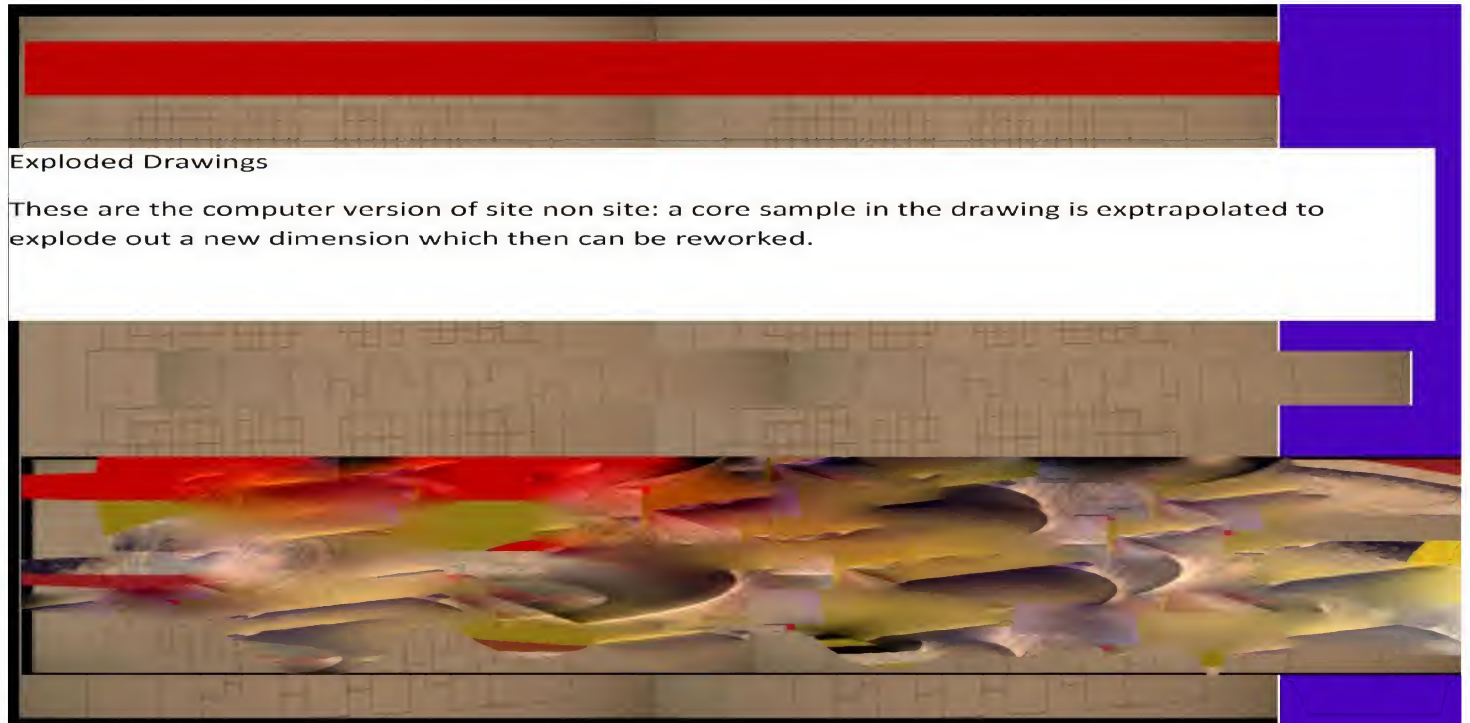 Exploded Drawings
These are the computer version of site non site: a core sample in the drawing is exptrapolated to
explode out a new dimension which then can be reworked.